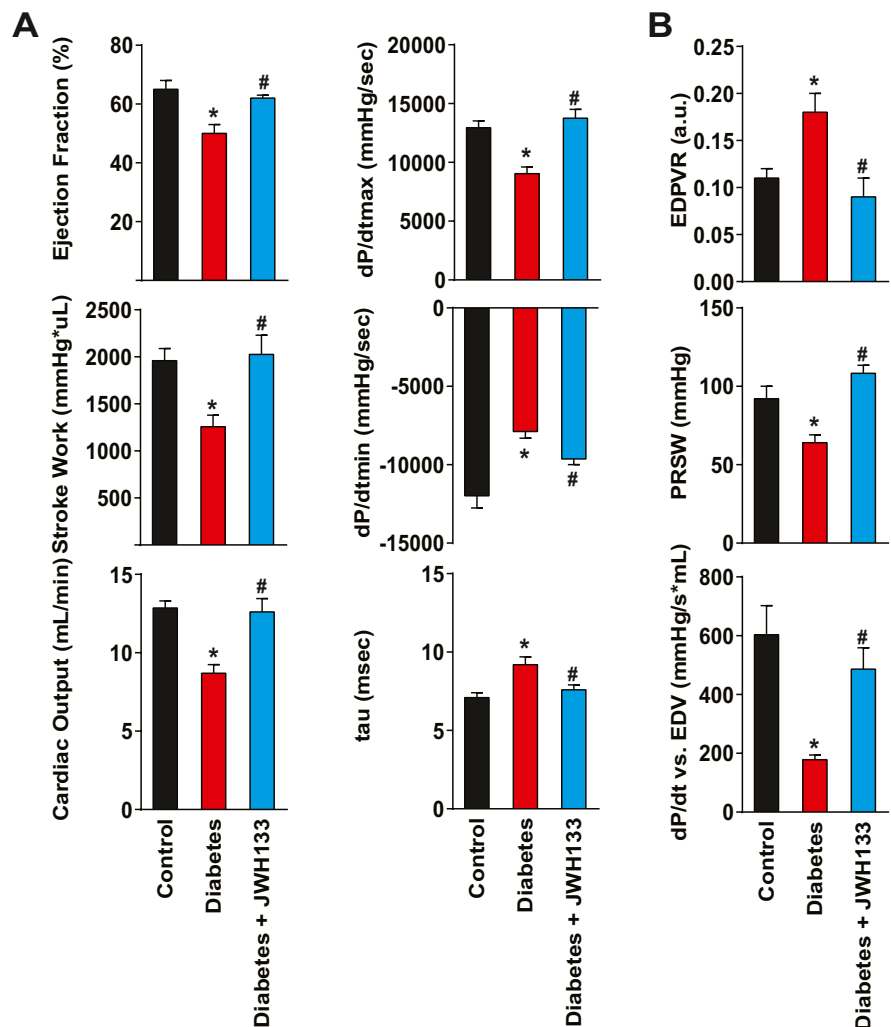 A
Ejection Fraction (%)
80
60
40
20
*
#
dP/dtmax (mmHg/sec)
20000
15000
10000
5000
0
*
#
B
EDPVR (a.u.)
0.25
0.20
0.15
0.10
0.05
0.00
*
#
Stroke Work (mmHg*uL)
2500
2000
1500
1000
500
*
#
dP/dtmin (mmHg/sec)
0
-5000
-10000
-15000
*
#
PRSW (mmHg)
150
100
50
0
*
#
Cardiac Output (mL/min)
15
10
5
0
*
#
tau (msec)
15
10
5
0
*
#
dP/dt vs. EDV (mmHg/s*mL)
800
600
400
200
0
*
#
Control
Diabetes
Diabetes + JWH133
Control
Diabetes
Diabetes + JWH133
Control
Diabetes
Diabetes + JWH133